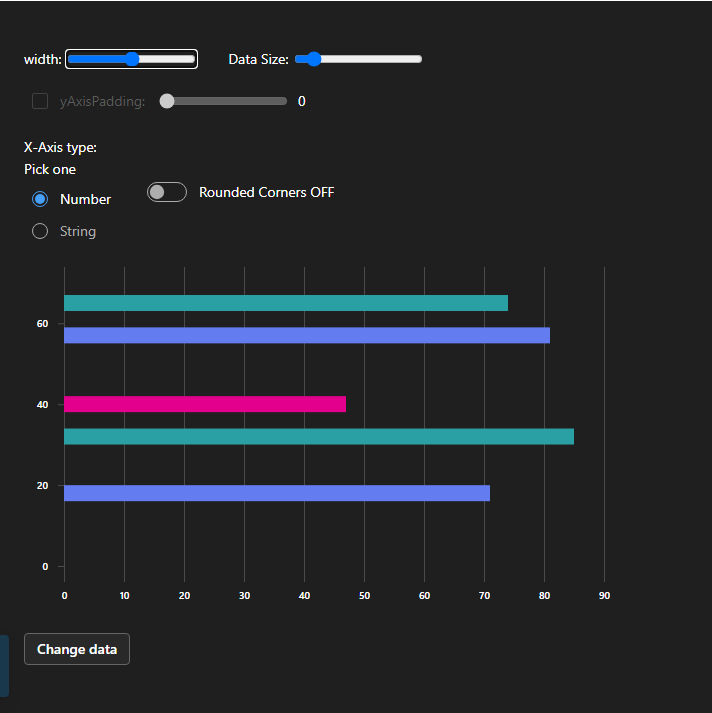 width: Data Size:
yAxisPadding: 0
X-Axis type:
Pick one
Number Rounded Corners OFF
String
60
40
20
0
0 10 20 30 40 50 60 70 80 90
Change data